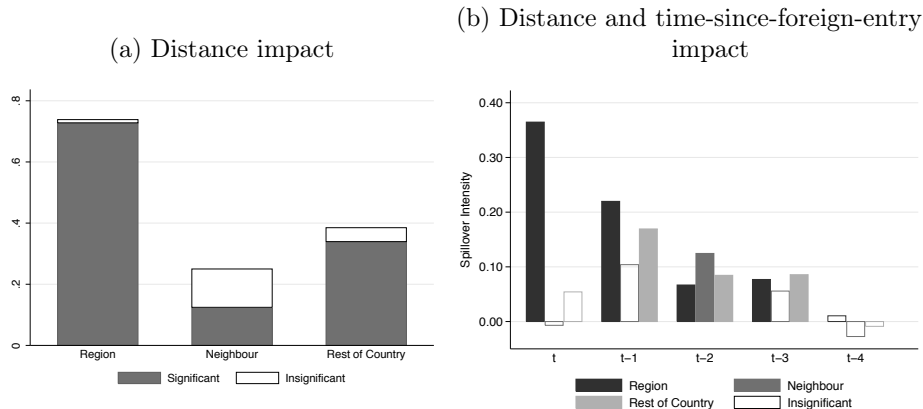 (a) Distance impact
.8
.6
.4
.2
0
Region
Neighbour
Rest of Country
Significant
Insignificant
(b) Distance and time-since-foreign-entry
impact
Spillover Intensity
0.40
0.30
0.20
0.10
0.00
t
t−1
t−2
t−3
t−4
Region
Neighbour
Rest of Country
Insignificant